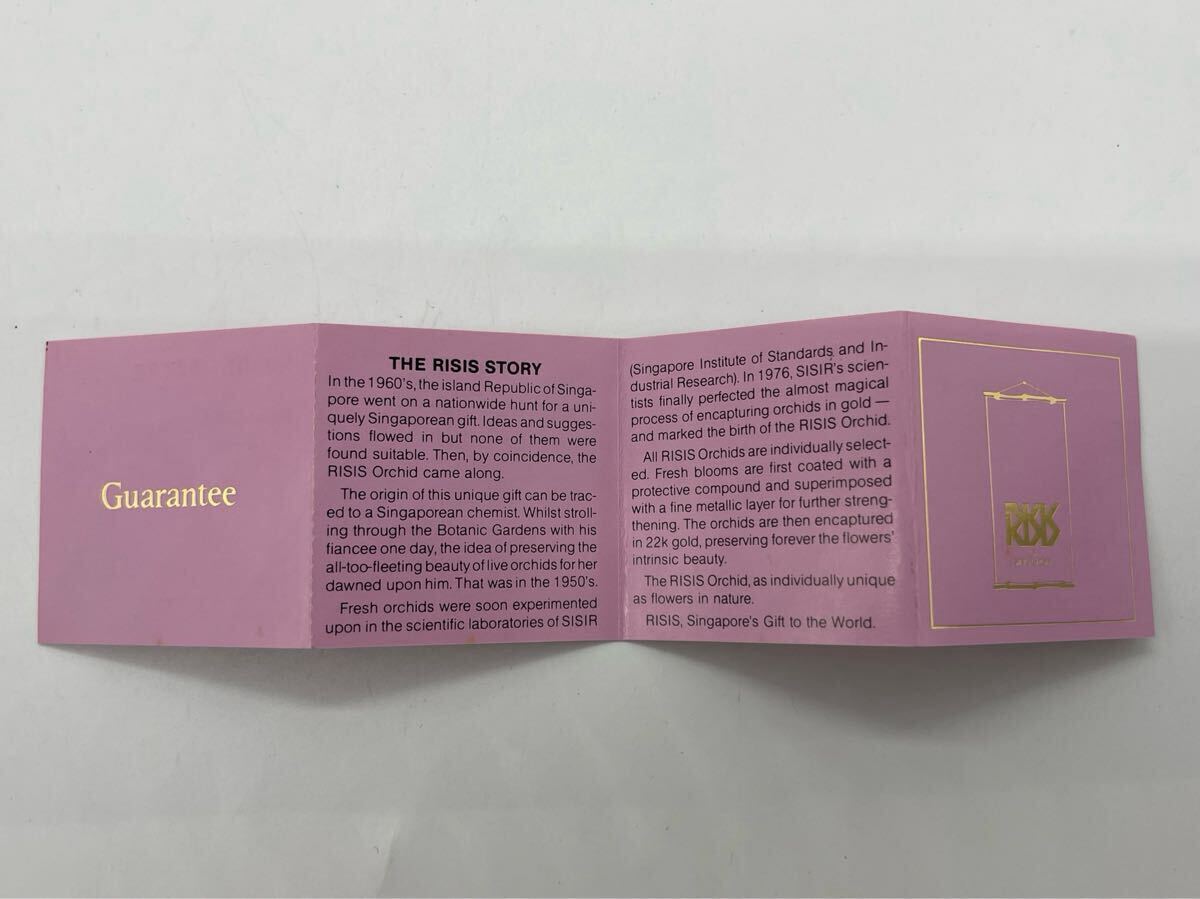 Guarantee
THE RISIS STORY
In the 1960's, the island Republic of Singa-
pore went on a nationwide hunt for a uni-
quely Singaporean gift. Ideas and sugges-
tions flowed in but none of them were
found suitable. Then, by coincidence, the
RISIS Orchid came along.
The origin of this unique gift can be trac-
ed to a Singaporean chemist. Whilst stroll-
ing through the Botanic Gardens with his
fiancee one day, the idea of preserving the
all-too-fleeting beauty of live orchids for her
dawned upon him. That was in the 1950's.
Fresh orchids were soon experimented
upon in the scientific laboratories of SISIR
(Singapore Institute of Standards and In-
dustrial Research). In 1976, SISIR's scien-
tists finally perfected the almost magical
process of encapturing orchids in gold —
and marked the birth of the RISIS Orchid.
All RISIS Orchids are individually select-
ed. Fresh blooms are first coated with a
protective compound and superimposed
with a fine metallic layer for further streng-
thening. The orchids are then encaptured
in 22k gold, preserving forever the flowers'
intrinsic beauty.
The RISIS Orchid, as individually unique
as flowers in nature.
RISIS, Singapore's Gift to the World.
RISIS